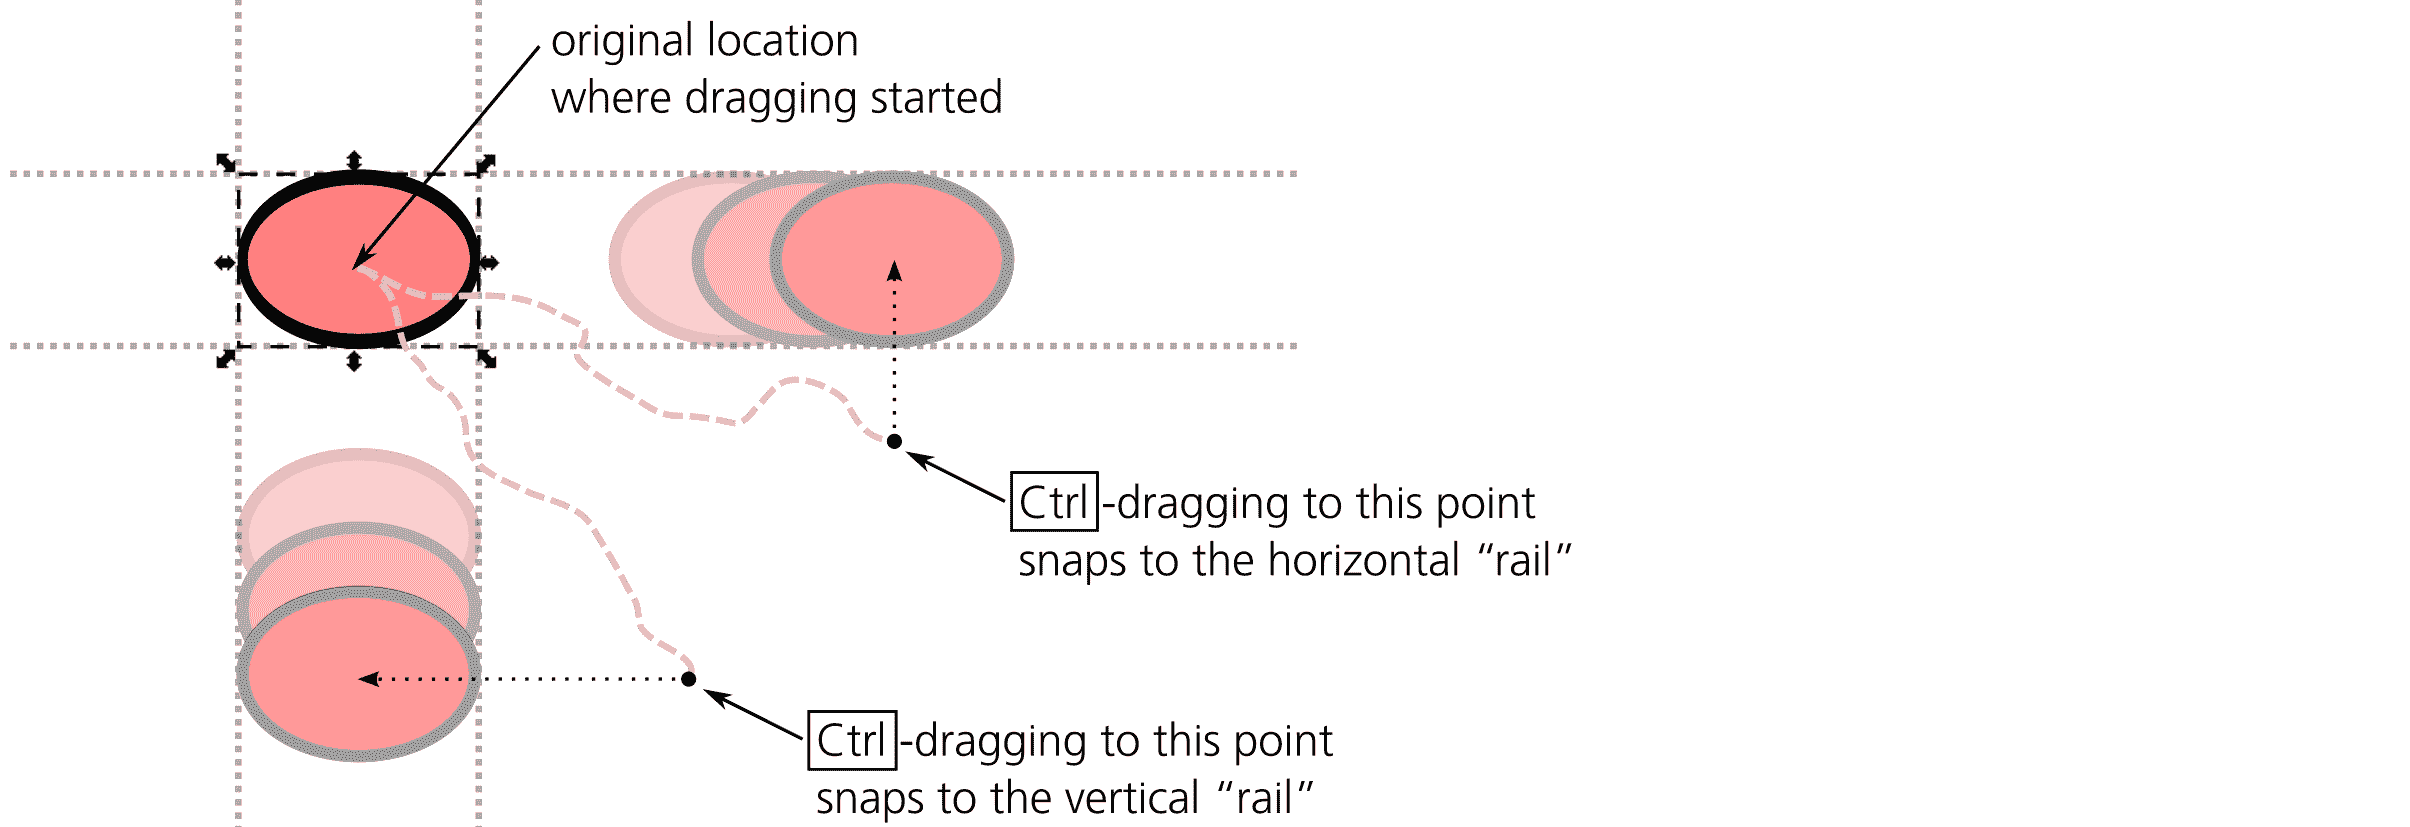 original location
where dragging started
Ctrl-dragging to this point
snaps to the horizontal “rail”
Ctrl-dragging to this point
snaps to the vertical “rail”